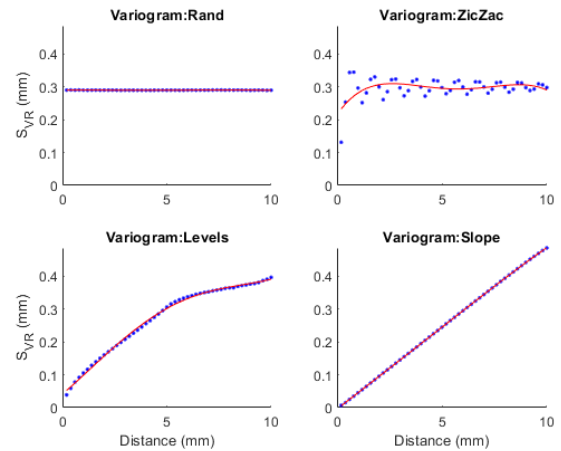 Variogram:Rand
S_VR (mm)
0.4
0.3
0.2
0.1
0
0 5 10
Variogram:ZicZac
0.4
0.3
0.2
0.1
0
0 5 10
Variogram:Levels
S_VR (mm)
0.4
0.3
0.2
0.1
0
0 5 10
Distance (mm)
Variogram:Slope
0.4
0.3
0.2
0.1
0
0 5 10
Distance (mm)